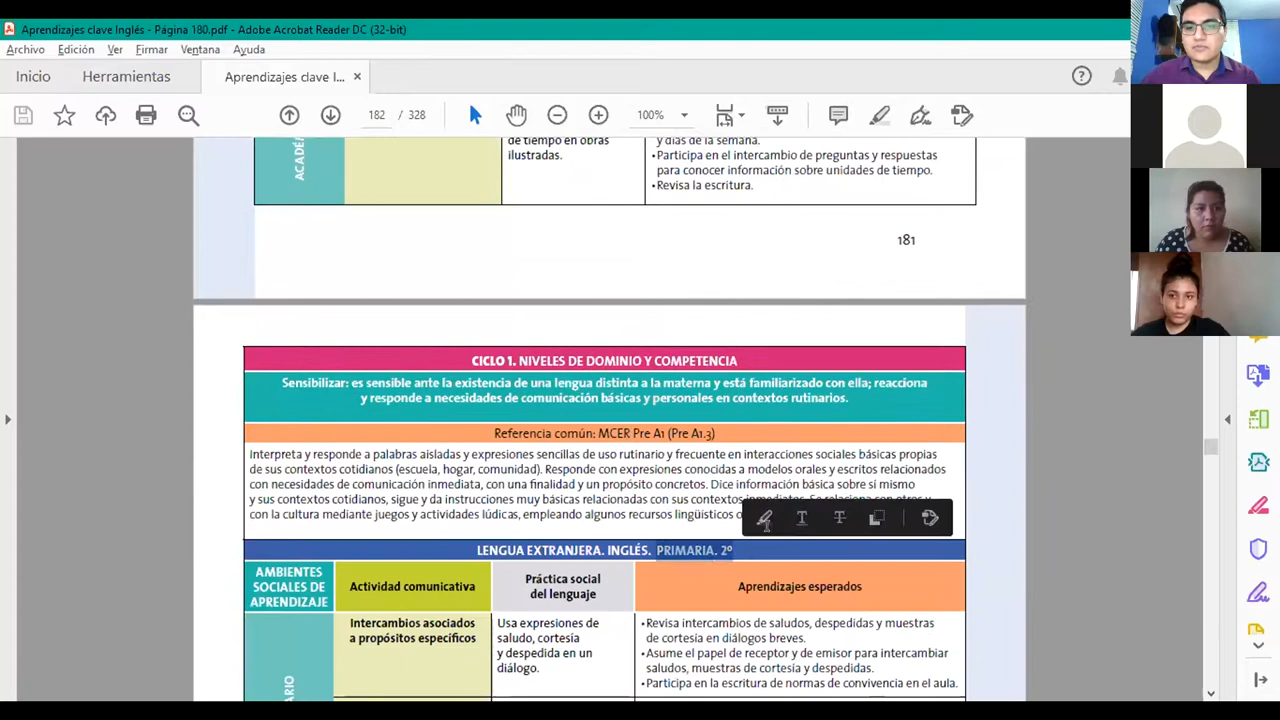 Aprendizajes clave Inglés - Página 180.pdf - Adobe Acrobat Reader DC (32-bit)
Archivo Edición Ver Firmar Ventana Ayuda
Inicio Herramientas Aprendizajes clave I... ×
182 / 328 100%
ACADÉ
de tiempo en obras
ilustradas.
y días de la semana.
•Participa en el intercambio de preguntas y respuestas
para conocer información sobre unidades de tiempo.
•Revisa la escritura.
181
CICLO 1. NIVELES DE DOMINIO Y COMPETENCIA
Sensibilizar: es sensible ante la existencia de una lengua distinta a la materna y está familiarizado con ella; reacciona
y responde a necesidades de comunicación básicas y personales en contextos rutinarios.
Referencia común: MCER Pre A1 (Pre A1.3)
Interpreta y responde a palabras aisladas y expresiones sencillas de uso rutinario y frecuente en interacciones sociales básicas propias
de sus contextos cotidianos (escuela, hogar, comunidad). Responde con expresiones conocidas a modelos orales y escritos relacionados
con necesidades de comunicación inmediata, con una finalidad y un propósito concretos. Dice información básica sobre sí mismo
y sus contextos cotidianos, sigue y da instrucciones muy básicas relacionadas con sus contextos inmediatos. Se relaciona con otros y
con la cultura mediante juegos y actividades lúdicas, empleando algunos recursos lingüísticos
LENGUA EXTRANJERA. INGLÉS. PRIMARIA. 2º
AMBIENTES
SOCIALES DE
APRENDIZAJE
Actividad comunicativa
Práctica social
del lenguaje
Aprendizajes esperados
ARIO
Intercambios asociados
a propósitos específicos
Usa expresiones de
saludo, cortesía
y despedida en un
diálogo.
•Revisa intercambios de saludos, despedidas y muestras
de cortesía en diálogos breves.
•Asume el papel de receptor y de emisor para intercambiar
saludos, muestras de cortesía y despedidas.
•Participa en la escritura de normas de convivencia en el aula.